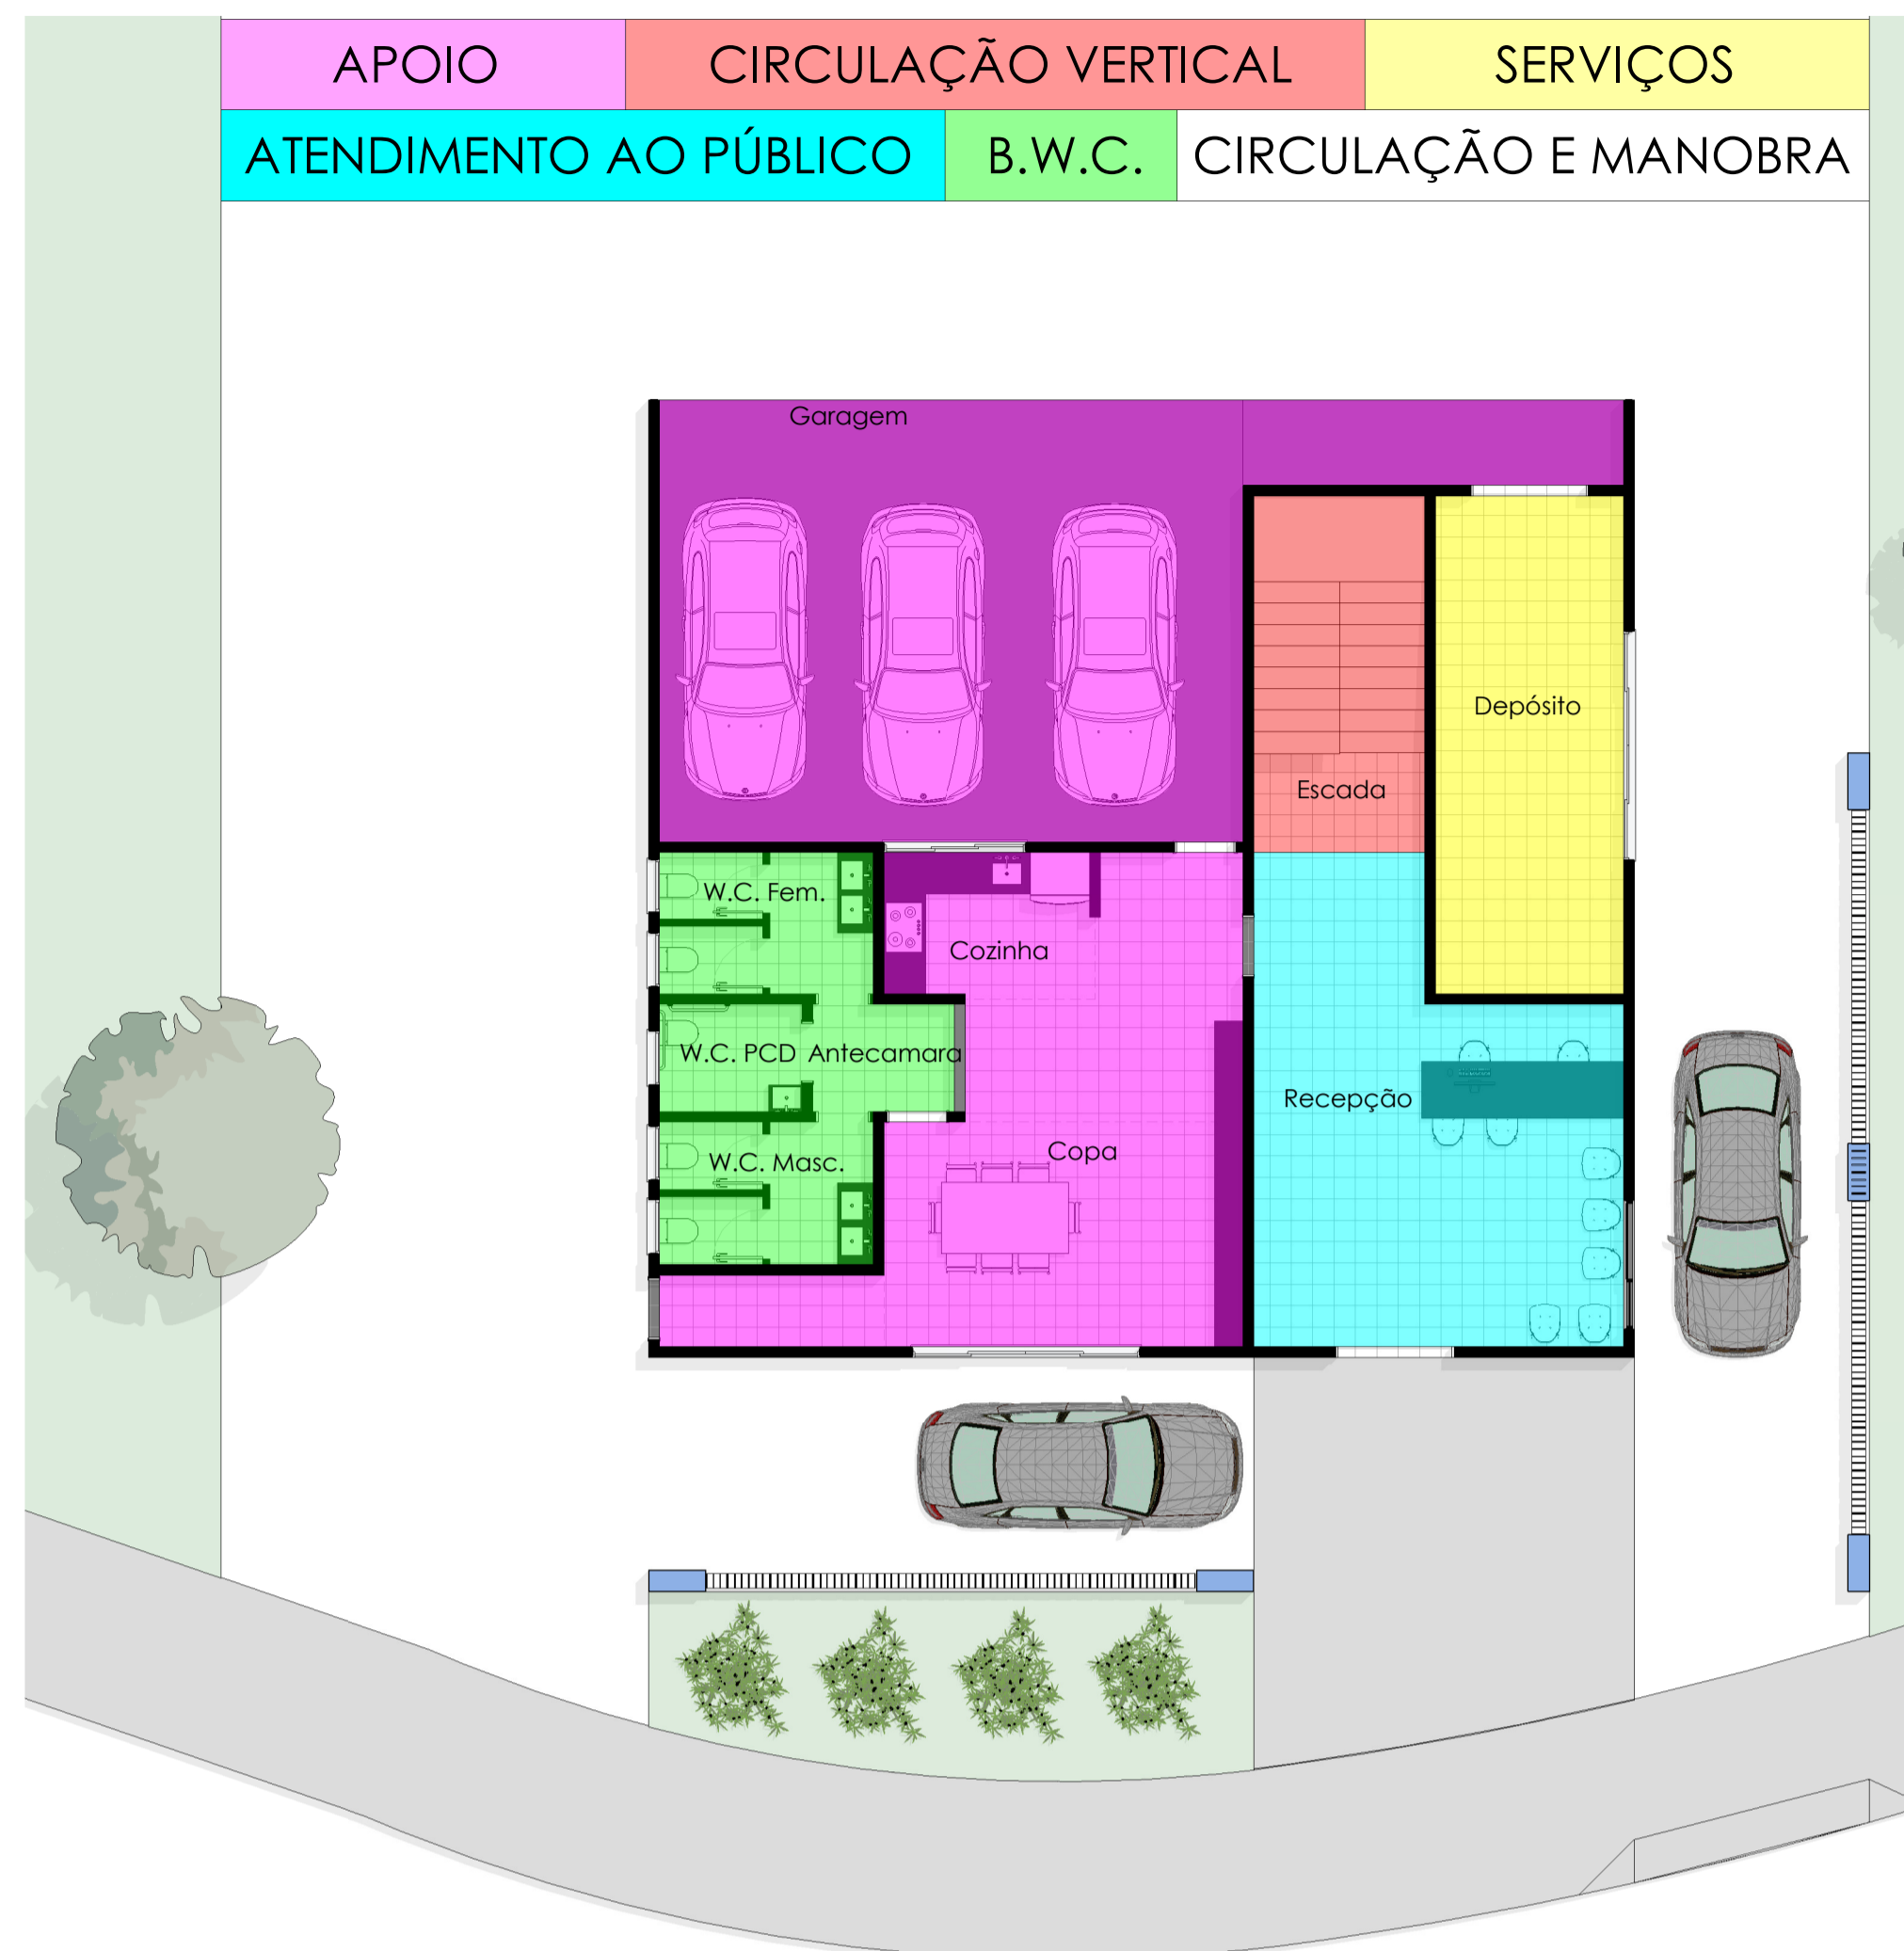 APOIO CIRCULAÇÃO VERTICAL SERVIÇOS
ATENDIMENTO AO PÚBLICO B.W.C. CIRCULAÇÃO E MANOBRA
Garagem
Depósito
Escada
W.C. Fem.
Cozinha
W.C. PCD Antecamara
Recepção
Copa
W.C. Masc.